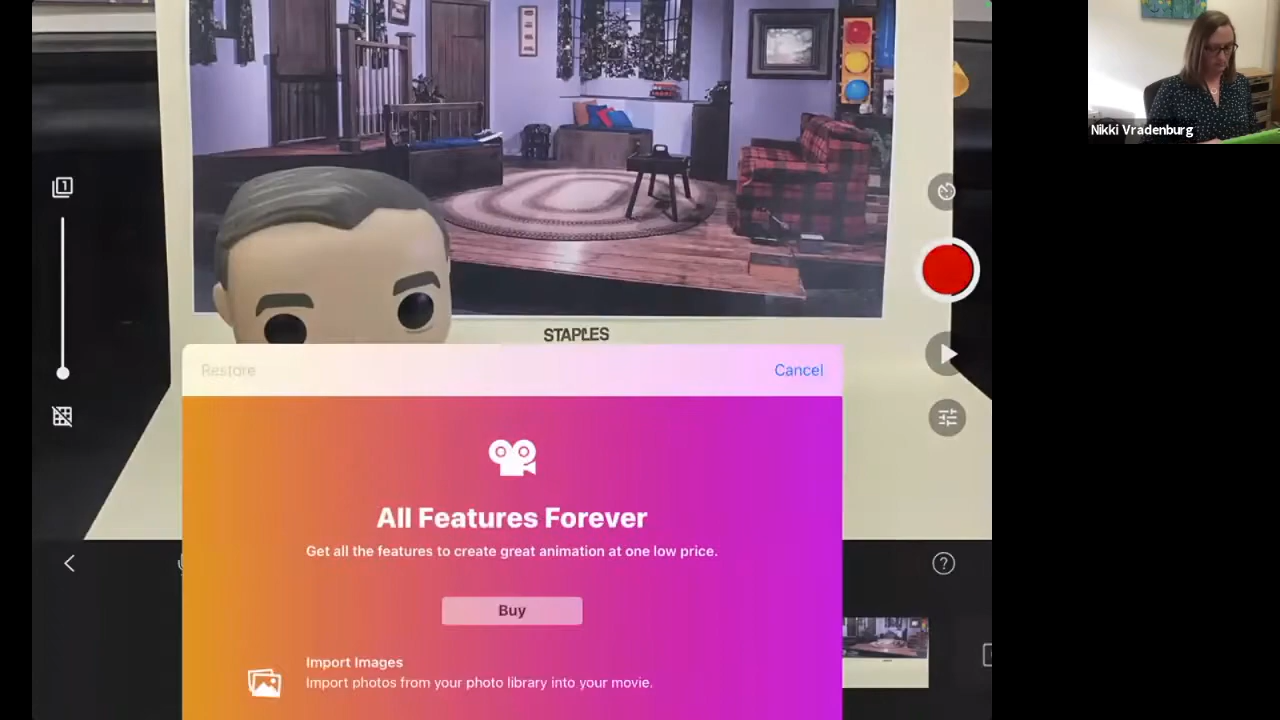 Nikki Vradenburg
1
STAPLES
Restore
Cancel
All Features Forever
Get all the features to create great animation at one low price.
?
Buy
Import Images
Import photos from your photo library into your movie.